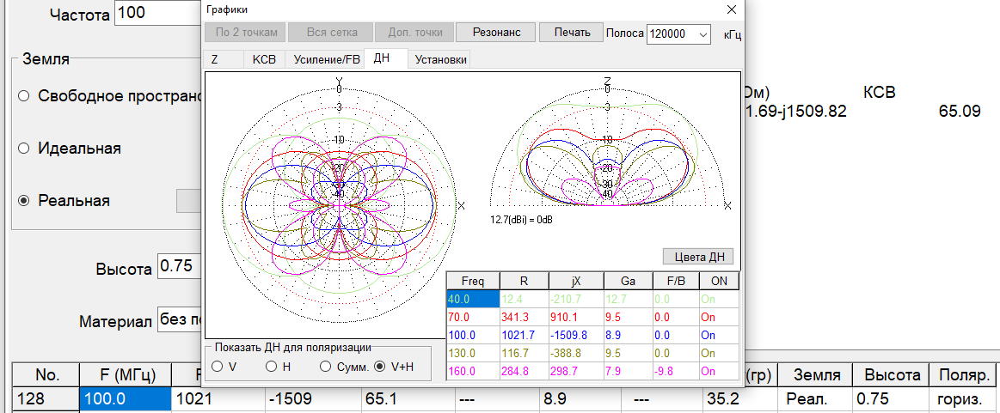 Частота 100
Земля
Свободное простран
Идеальная
Реальная
Высота 0.75
Материал без п
Графики
По 2 точкам Вся сетка Доп. точки Резонанс Печать Полоса 120000 кГц
Z КСВ Усиление/FB ДН Установки
Y
0
3
-10
-20
-30
-40
X
Z
0
3
-10
-20
-30
-40
X
12.7(dBi) = 0dB
Цвета ДН
Freq R jX Ga F/B ON
40.0 12.4 -210.7 12.7 0.0 On
70.0 341.3 910.1 9.5 0.0 On
100.0 1021.7 -1509.8 8.9 0.0 On
130.0 116.7 -388.8 9.5 0.0 On
160.0 284.8 298.7 7.9 -9.8 On
Показать ДН для поляризации
V H Сумм. V+H
Ом) КСВ
1.69-j1509.82 65.09
No. F (МГц) (гр) Земля Высота Поляр.
128 100.0 1021 -1509 65.1 --- 8.9 --- 35.2 Реал. 0.75 гориз.